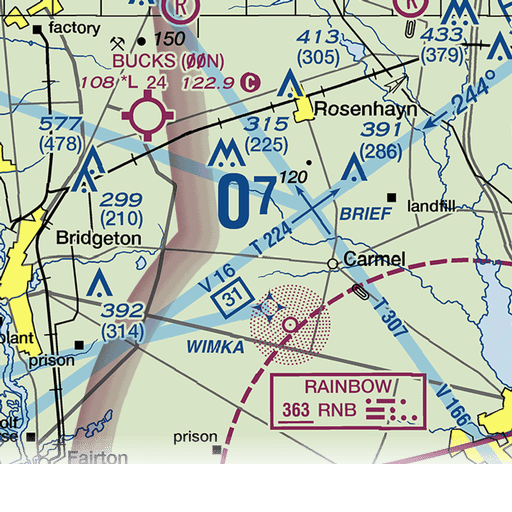 R
R
factory
150
BUCKS (ØØN)
108 *L 24 122.9 C
413
(305)
433
(379)
Rosenhayn
244°
577
(478)
315
(225)
391
(286)
120
07
299
(210)
Bridgeton
BRIEF
landfill
T 224
Carmel
V 16
31
392
(314)
T 307
plant
prison
WIMKA
RAINBOW
363 RNB
V 166
prison
Fairton